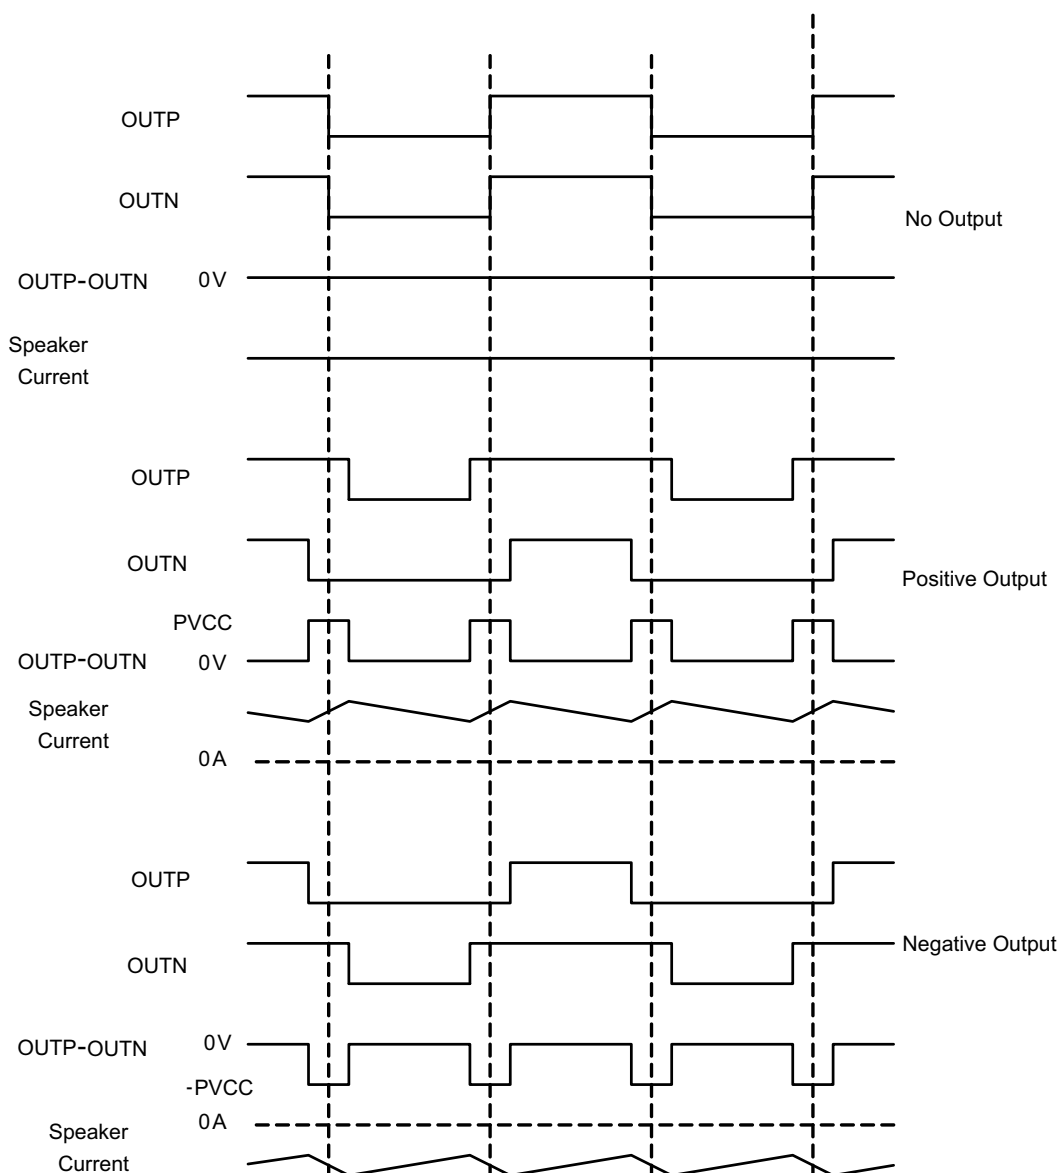 OUTP
OUTN
No Output
OUTP-OUTN 0V
Speaker
Current
OUTP
OUTN
Positive Output
PVCC
OUTP-OUTN 0V
Speaker
Current
0A
OUTP
Negative Output
OUTN
OUTP-OUTN 0V
-PVCC
0A
Speaker
Current